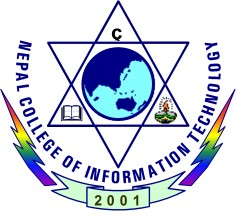 Ç
NEPAL COLLEGE OF INFORMATION TECHNOLOGY
2001